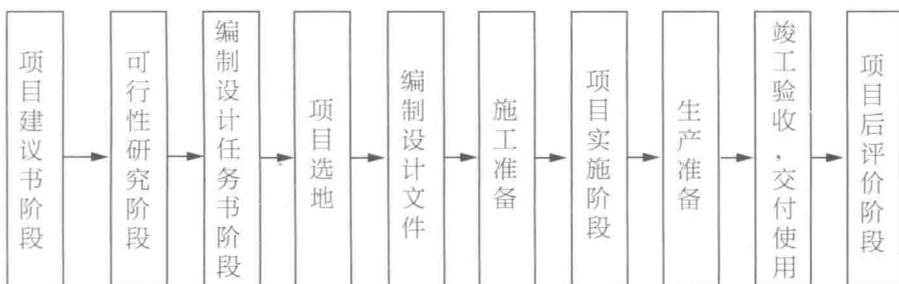 项目建议书阶段
可行性研究阶段
编制设计任务书阶段
项目选地
编制设计文件
施工准备
项目实施阶段
生产准备
竣工验收，交付使用
项目后评价阶段